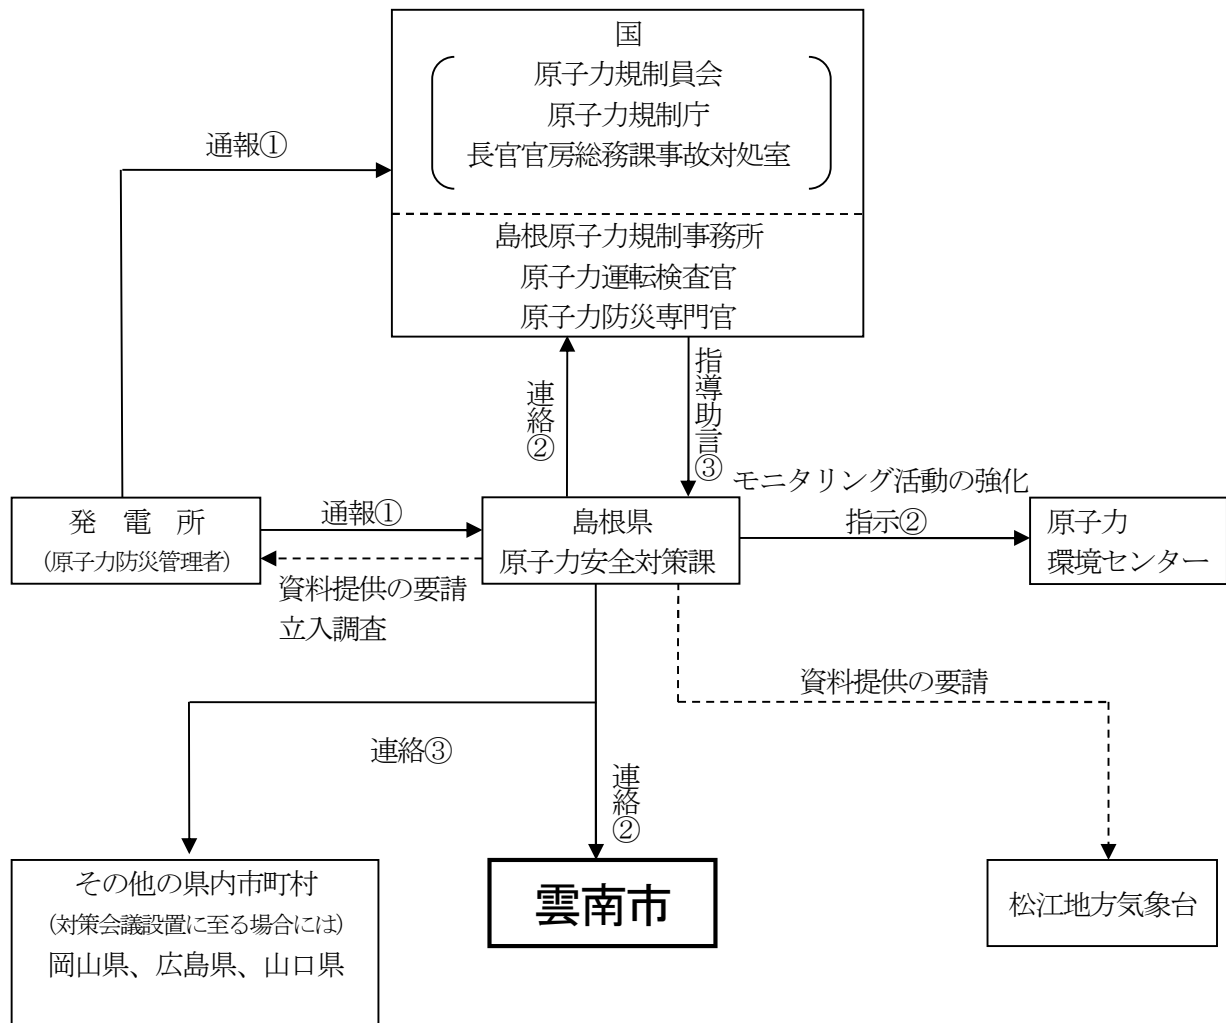 国
原子力規制員会
原子力規制庁
長官官房総務課事故対処室
通報①
島根原子力規制事務所
原子力運転検査官
原子力防災専門官
連絡②
指導助言③
モニタリング活動の強化
指示②
発 電 所
(原子力防災管理者)
通報①
島根県
原子力安全対策課
原子力
環境センター
資料提供の要請
立入調査
資料提供の要請
連絡③
連絡②
その他の県内市町村
(対策会議設置に至る場合には)
岡山県、広島県、山口県
雲南市
松江地方気象台